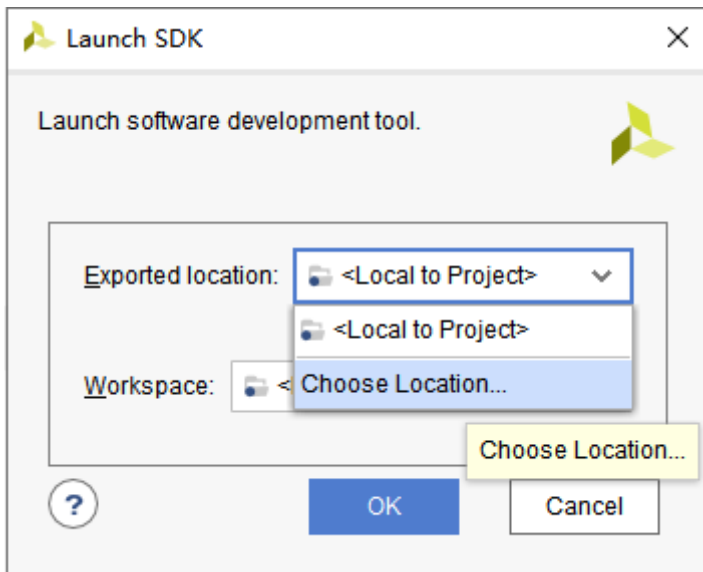 Launch SDK
Launch software development tool.
Exported location: <Local to Project>
<Local to Project>
Workspace: <
Choose Location...
Choose Location...
?
OK
Cancel